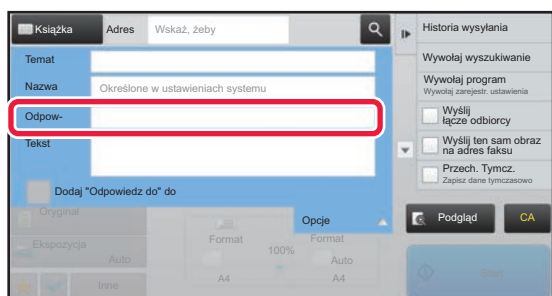 Książka
Adres
Wskaż, żeby
Temat
Nazwa
Określone w ustawieniach systemu
Odpow-
Tekst
Dodaj "Odpowiedz do" do
Opcje
Oryginał
Ekspozycja
Auto
Inne
Format
A4
100%
Format
Auto
A4
Historia wysyłania
Wywołaj wyszukiwanie
Wywołaj program
Wywołaj zarejestr. ustawienia
Wyślij
łącze odbiorcy
Wyślij ten sam obraz
na adres faksu
Przech. Tymcz.
Zapisz dane tymczasowo
Podgląd
CA
Start